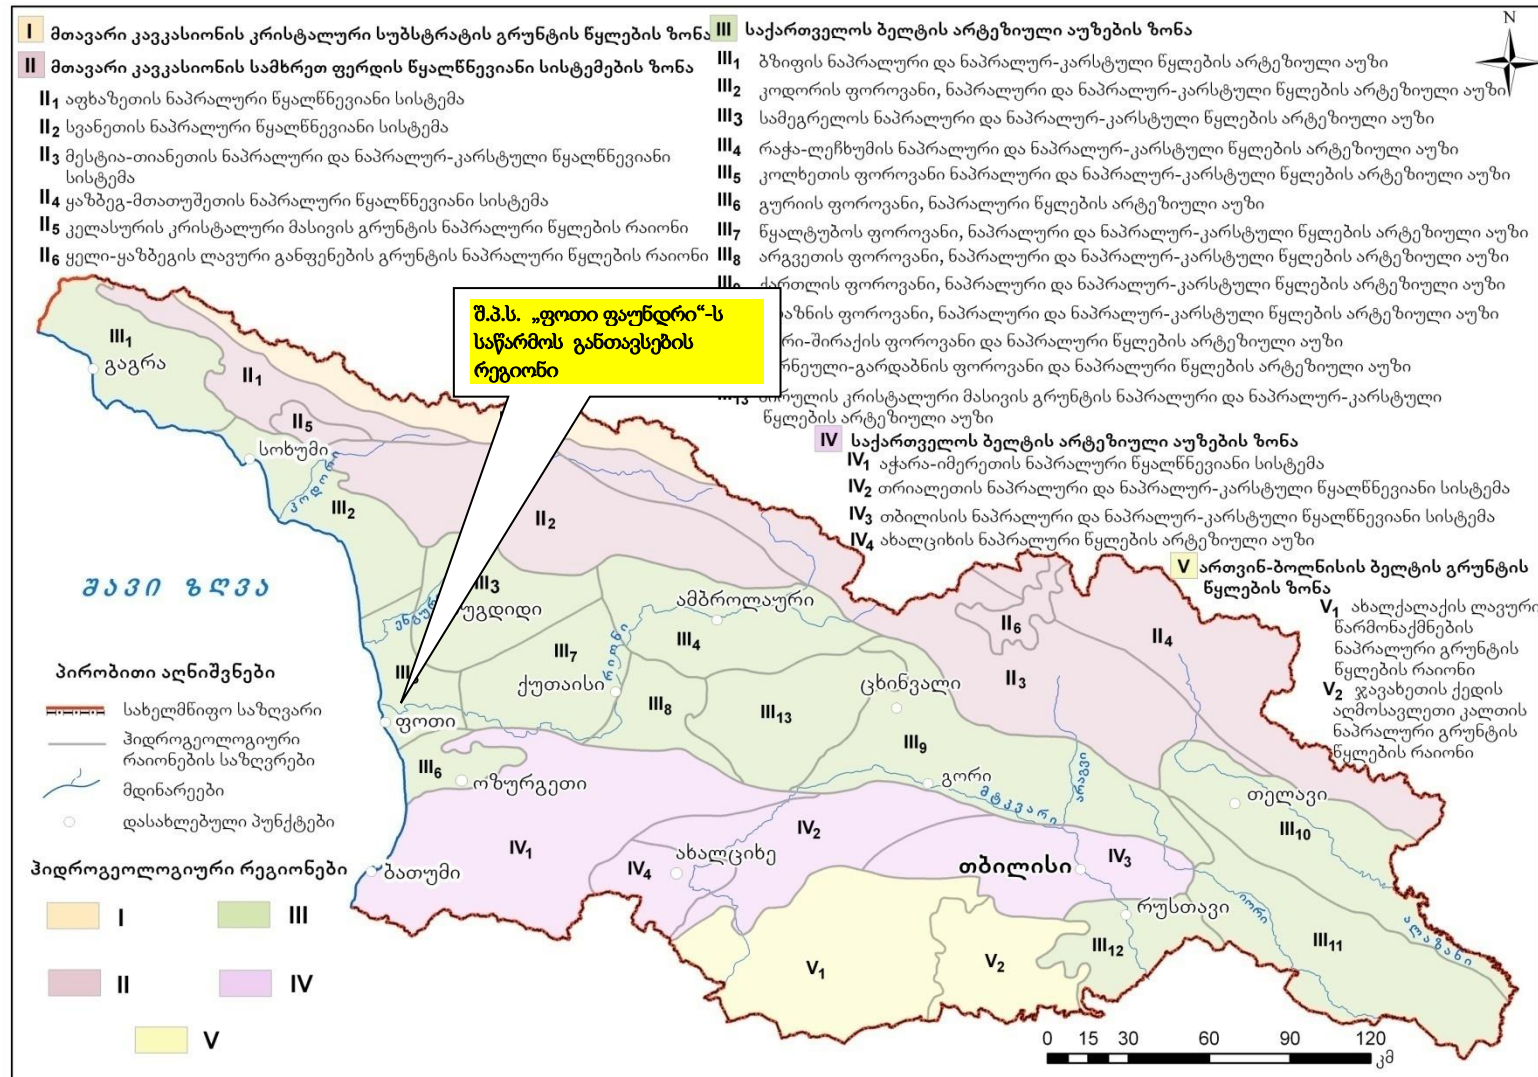 I მთავარი კავკასიონის კრისტალური სუბსტრატის გრუნტის წყლების ზონა
II მთავარი კავკასიონის სამხრეთ ფერდის წყალწნევიანი სისტემების ზონა
II1 აფხაზეთის ნაპრალური წყალწნევიანი სისტემა
II2 სვანეთის ნაპრალური წყალწნევიანი სისტემა
II3 მესტია-თიანეთის ნაპრალური და ნაპრალურ-კარსტული წყალწნევიანი
სისტემა
II4 ყაზბეგ-მთათუშეთის ნაპრალური წყალწნევიანი სისტემა
II5 კელასურის კრისტალური მასივის გრუნტის ნაპრალური წყლების რაიონი
II6 ყელი-ყაზბეგის ლავური განფენების გრუნტის ნაპრალური წყლების რაიონი
III საქართველოს ბელტის არტეზიული აუზების ზონა
III1 ბზიფის ნაპრალური და ნაპრალურ-კარსტული წყლების არტეზიული აუზი
III2 კოდორის ფოროვანი, ნაპრალური და ნაპრალურ-კარსტული წყლების არტეზიული აუზი
III3 სამეგრელოს ნაპრალური და ნაპრალურ-კარსტული წყლების არტეზიული აუზი
III4 რაჭა-ლეჩხუმის ნაპრალური და ნაპრალურ-კარსტული წყლების არტეზიული აუზი
III5 კოლხეთის ფოროვანი ნაპრალური და ნაპრალურ-კარსტული წყლების არტეზიული აუზი
III6 გურიის ფოროვანი, ნაპრალური წყლების არტეზიული აუზი
III7 წყალტუბოს ფოროვანი, ნაპრალური და ნაპრალურ-კარსტული წყლების არტეზიული აუზი
III8 არგვეთის ფოროვანი, ნაპრალური და ნაპრალურ-კარსტული წყლების არტეზიული აუზი
ქართლის ფოროვანი, ნაპრალური და ნაპრალურ-კარსტული წყლების არტეზიული აუზი
ფოროვანი, ნაპრალური და ნაპრალურ-კარსტული წყლების არტეზიული აუზი
ფოროვანი და ნაპრალური წყლების არტეზიული აუზი
ფოროვანი და ნაპრალური წყლების არტეზიული აუზი
კრისტალური მასივის გრუნტის ნაპრალური და ნაპრალურ-კარსტული
წყლების არტეზიული აუზი
IV საქართველოს ბელტის არტეზიული აუზების ზონა
IV1 აჭარა-იმერეთის ნაპრალური წყალწნევიანი სისტემა
IV2 თრიალეთის ნაპრალური და ნაპრალურ-კარსტული წყალწნევიანი სისტემა
IV3 თბილისის ნაპრალური და ნაპრალურ-კარსტული წყალწნევიანი სისტემა
IV4 ახალციხის ნაპრალური წყლების არტეზიული აუზი
V ართვინ-ბოლნისის ბელტის გრუნტის
წყლების ზონა
V1 ახალქალაქის ლავური
წარმონაქმნების
ნაპრალური გრუნტის
წყლების რაიონი
V2 ჯავახეთის ქედის
აღმოსავლეთი კალთის
ნაპრალური გრუნტის
წყლების რაიონი
N
შ.პ.ს. „ფოთი ფაუნდრი“-ს
საწარმოს განთავსების
რეგიონი
III1
გაგრა
II1
II5
სოხუმი
კოდორი
III2
II2
შავი ზღვა
III3
ამბროლაური
II6
II4
III4
III7
რიონი
ქუთაისი
II3
ცხინვალი
III8
III13
III9
ფოთი
III6
ოზურგეთი
გორი
მტკვარი
არაგვი
თელავი
III10
IV2
IV1
IV4
ახალციხე
თბილისი
IV3
ბათუმი
რუსთავი
იორი
ალაზანი
III11
III12
V1
V2
პირობითი აღნიშვნები
სახელმწიფო საზღვარი
ჰიდროგეოლოგიური
რაიონების საზღვრები
მდინარეები
დასახლებული პუნქტები
ჰიდროგეოლოგიური რეგიონები
I III
II IV
V
0 15 30 60 90 120
კმ